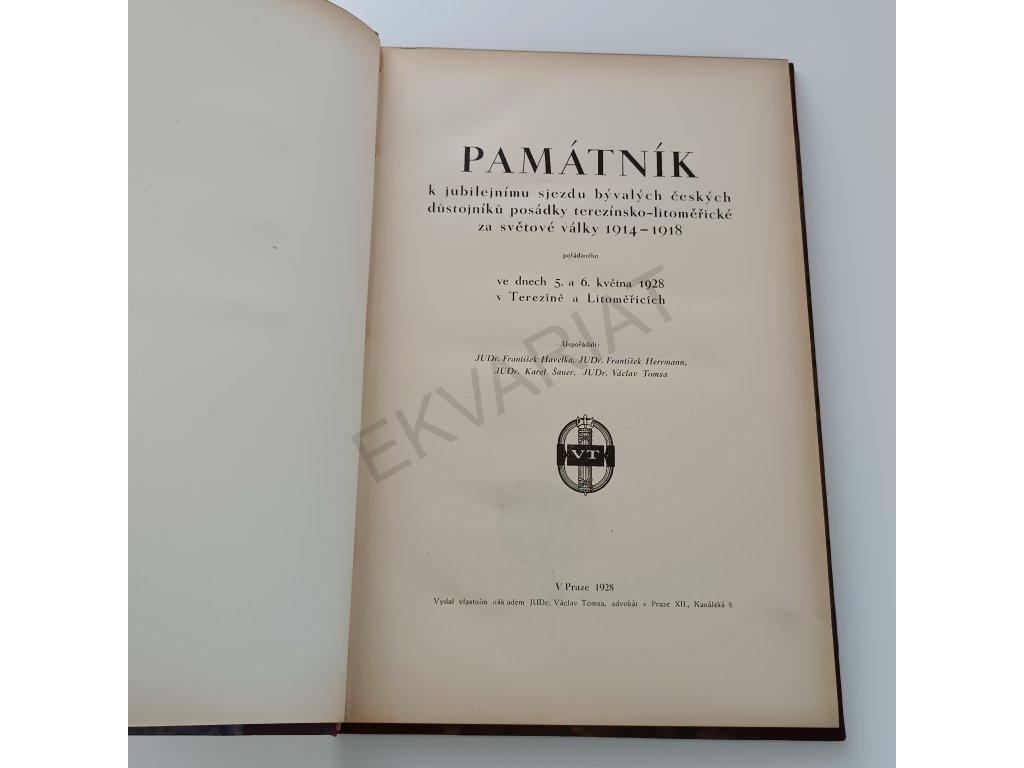 PAMÁTNÍK
k jubilejnímu sjezdu bývalých českých
důstojníků posádky terezínsko-litoměřické
za světové války 1914–1918
pořádaného
ve dnech 5. a 6. května 1928
v Terezíně a Litoměřicích
Uspořádali:
JUDr. František Havelka, JUDr. František Herrmann,
JUDr. Karel Šauer, JUDr. Václav Tomsa
VT
V Praze 1928
Vydal vlastním nákladem JUDr. Václav Tomsa, advokát v Praze XII., Kanálská 8
EKVARIAT